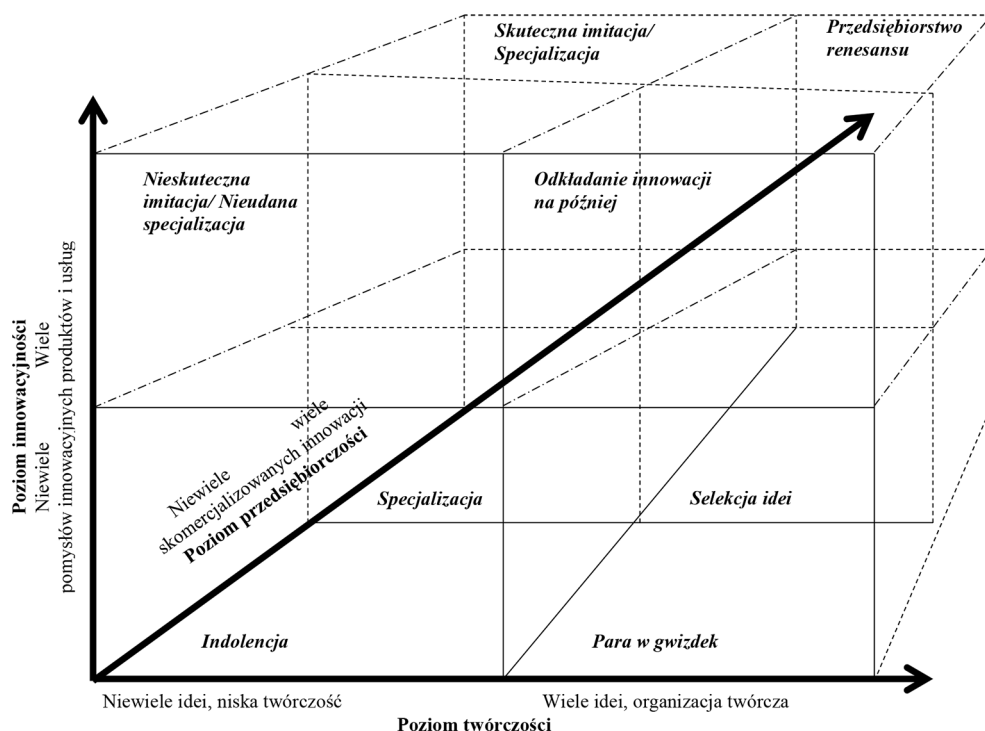 Skuteczna imitacja/
Specjalizacja
Przedsiębiorstwo
renesansu
Nieskuteczna
imitacja/ Nieudana
specjalizacja
Odkładanie innowacji
na później
Poziom innowacyjności
Niewiele Wiele
pomysłów innowacyjnych produktów i usług
Niewiele wiele
skomercjalizowanych innowacji
Poziom przedsiębiorczości
Specjalizacja
Selekcja idei
Indolencja
Para w gwizdek
Niewiele idei, niska twórczość
Wiele idei, organizacja twórcza
Poziom twórczości